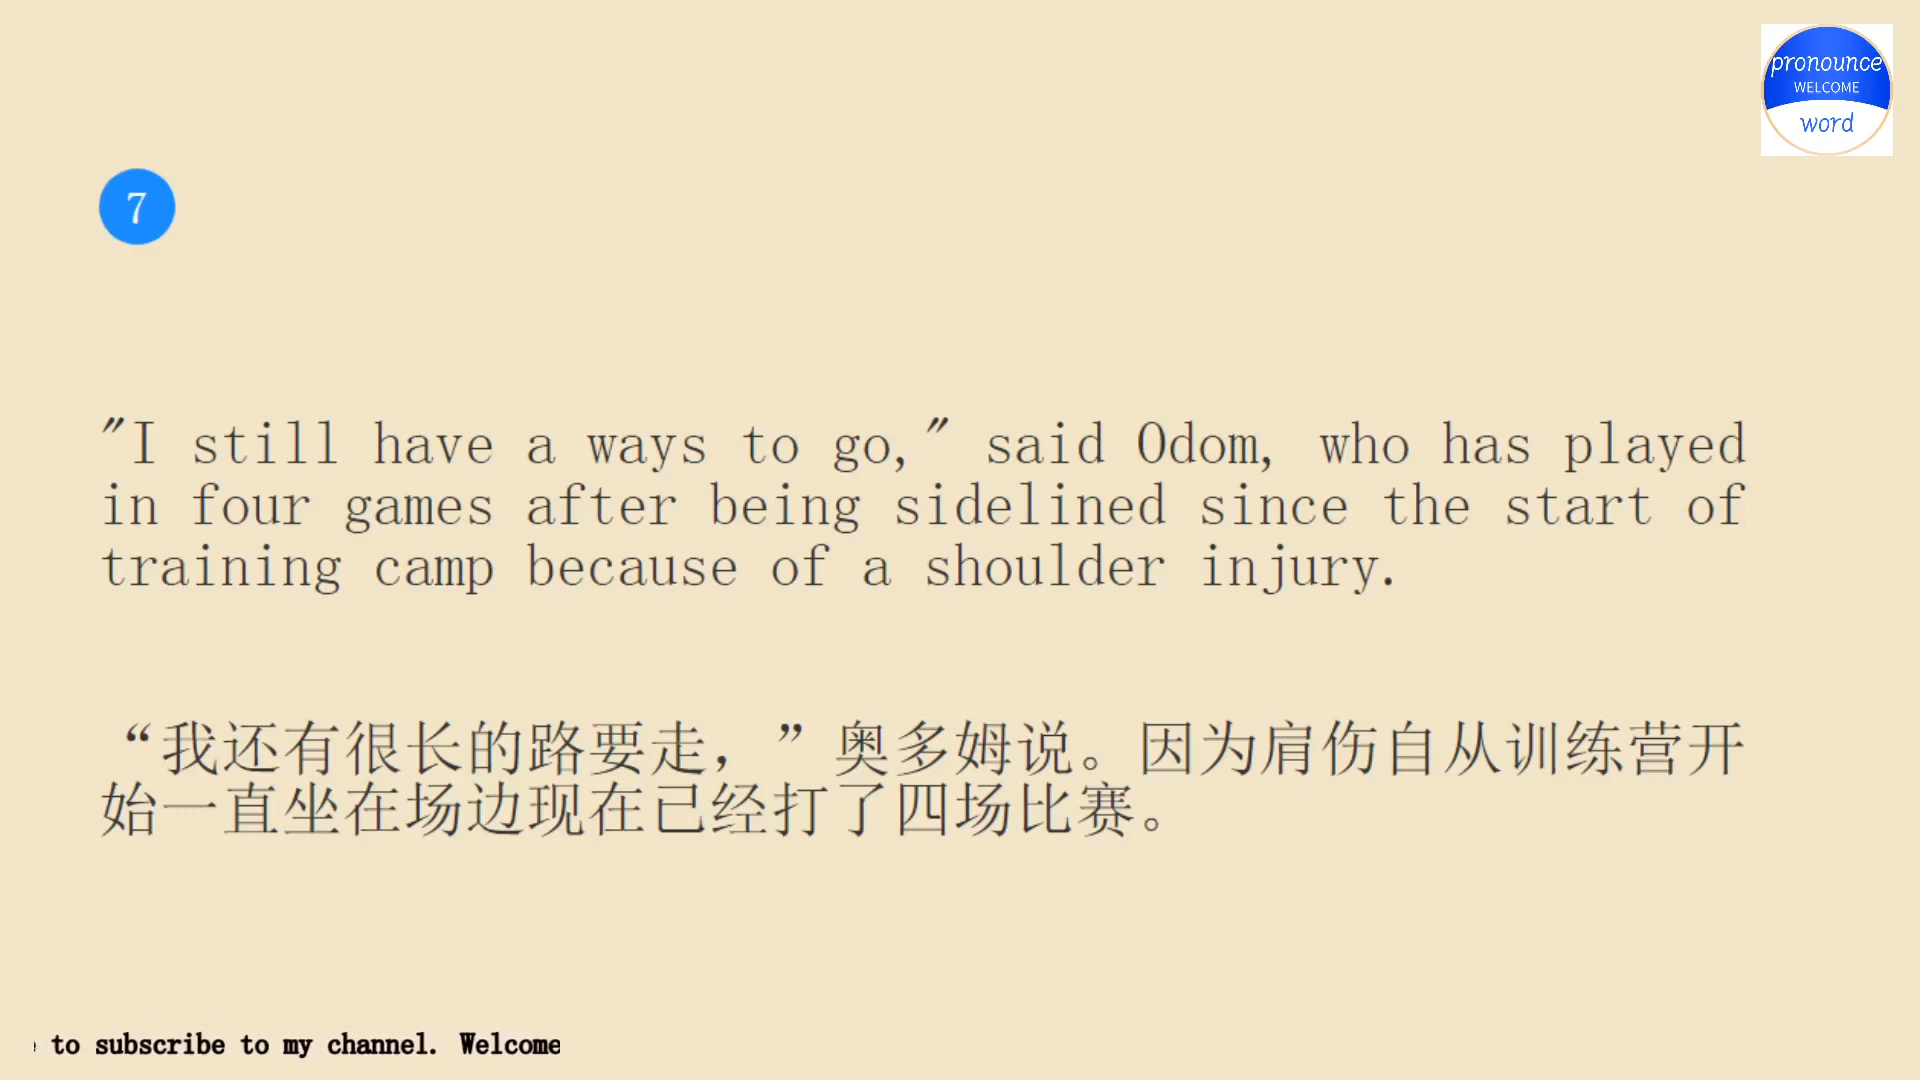 pronounce
WELCOME
word
7
"I still have a ways to go," said Odom, who has played
in four games after being sidelined since the start of
training camp because of a shoulder injury.
“我还有很长的路要走，”奥多姆说。因为肩伤自从训练营开
始一直坐在场边现在已经打了四场比赛。
to subscribe to my channel. Welcome